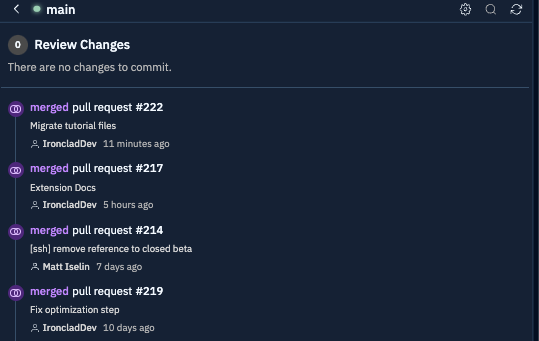 main
0 Review Changes
There are no changes to commit.
merged pull request #222
Migrate tutorial files
IroncladDev 11 minutes ago
merged pull request #217
Extension Docs
IroncladDev 5 hours ago
merged pull request #214
[ssh] remove reference to closed beta
Matt Iselin 7 days ago
merged pull request #219
Fix optimization step
IroncladDev 10 days ago